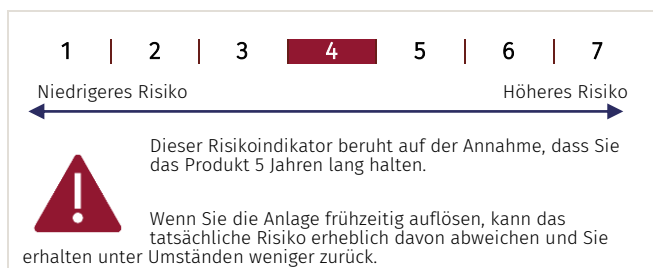 1 | 2 | 3 | 4 | 5 | 6 | 7
Niedrigeres Risiko Höheres Risiko
Dieser Risikoindikator beruht auf der Annahme, dass Sie
das Produkt 5 Jahren lang halten.
Wenn Sie die Anlage frühzeitig auflösen, kann das
tatsächliche Risiko erheblich davon abweichen und Sie
erhalten unter Umständen weniger zurück.